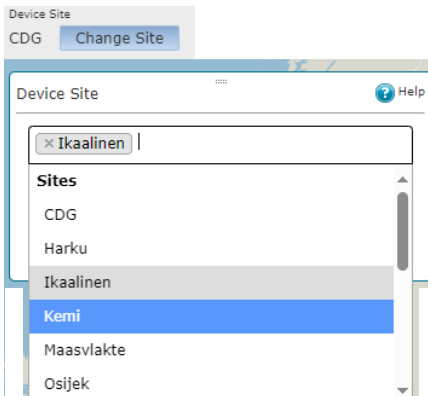 Device Site
CDG Change Site
Device Site
Help
× Ikaalinen
Sites
CDG
Harku
Ikaalinen
Kemi
Maasvlakte
Osijek